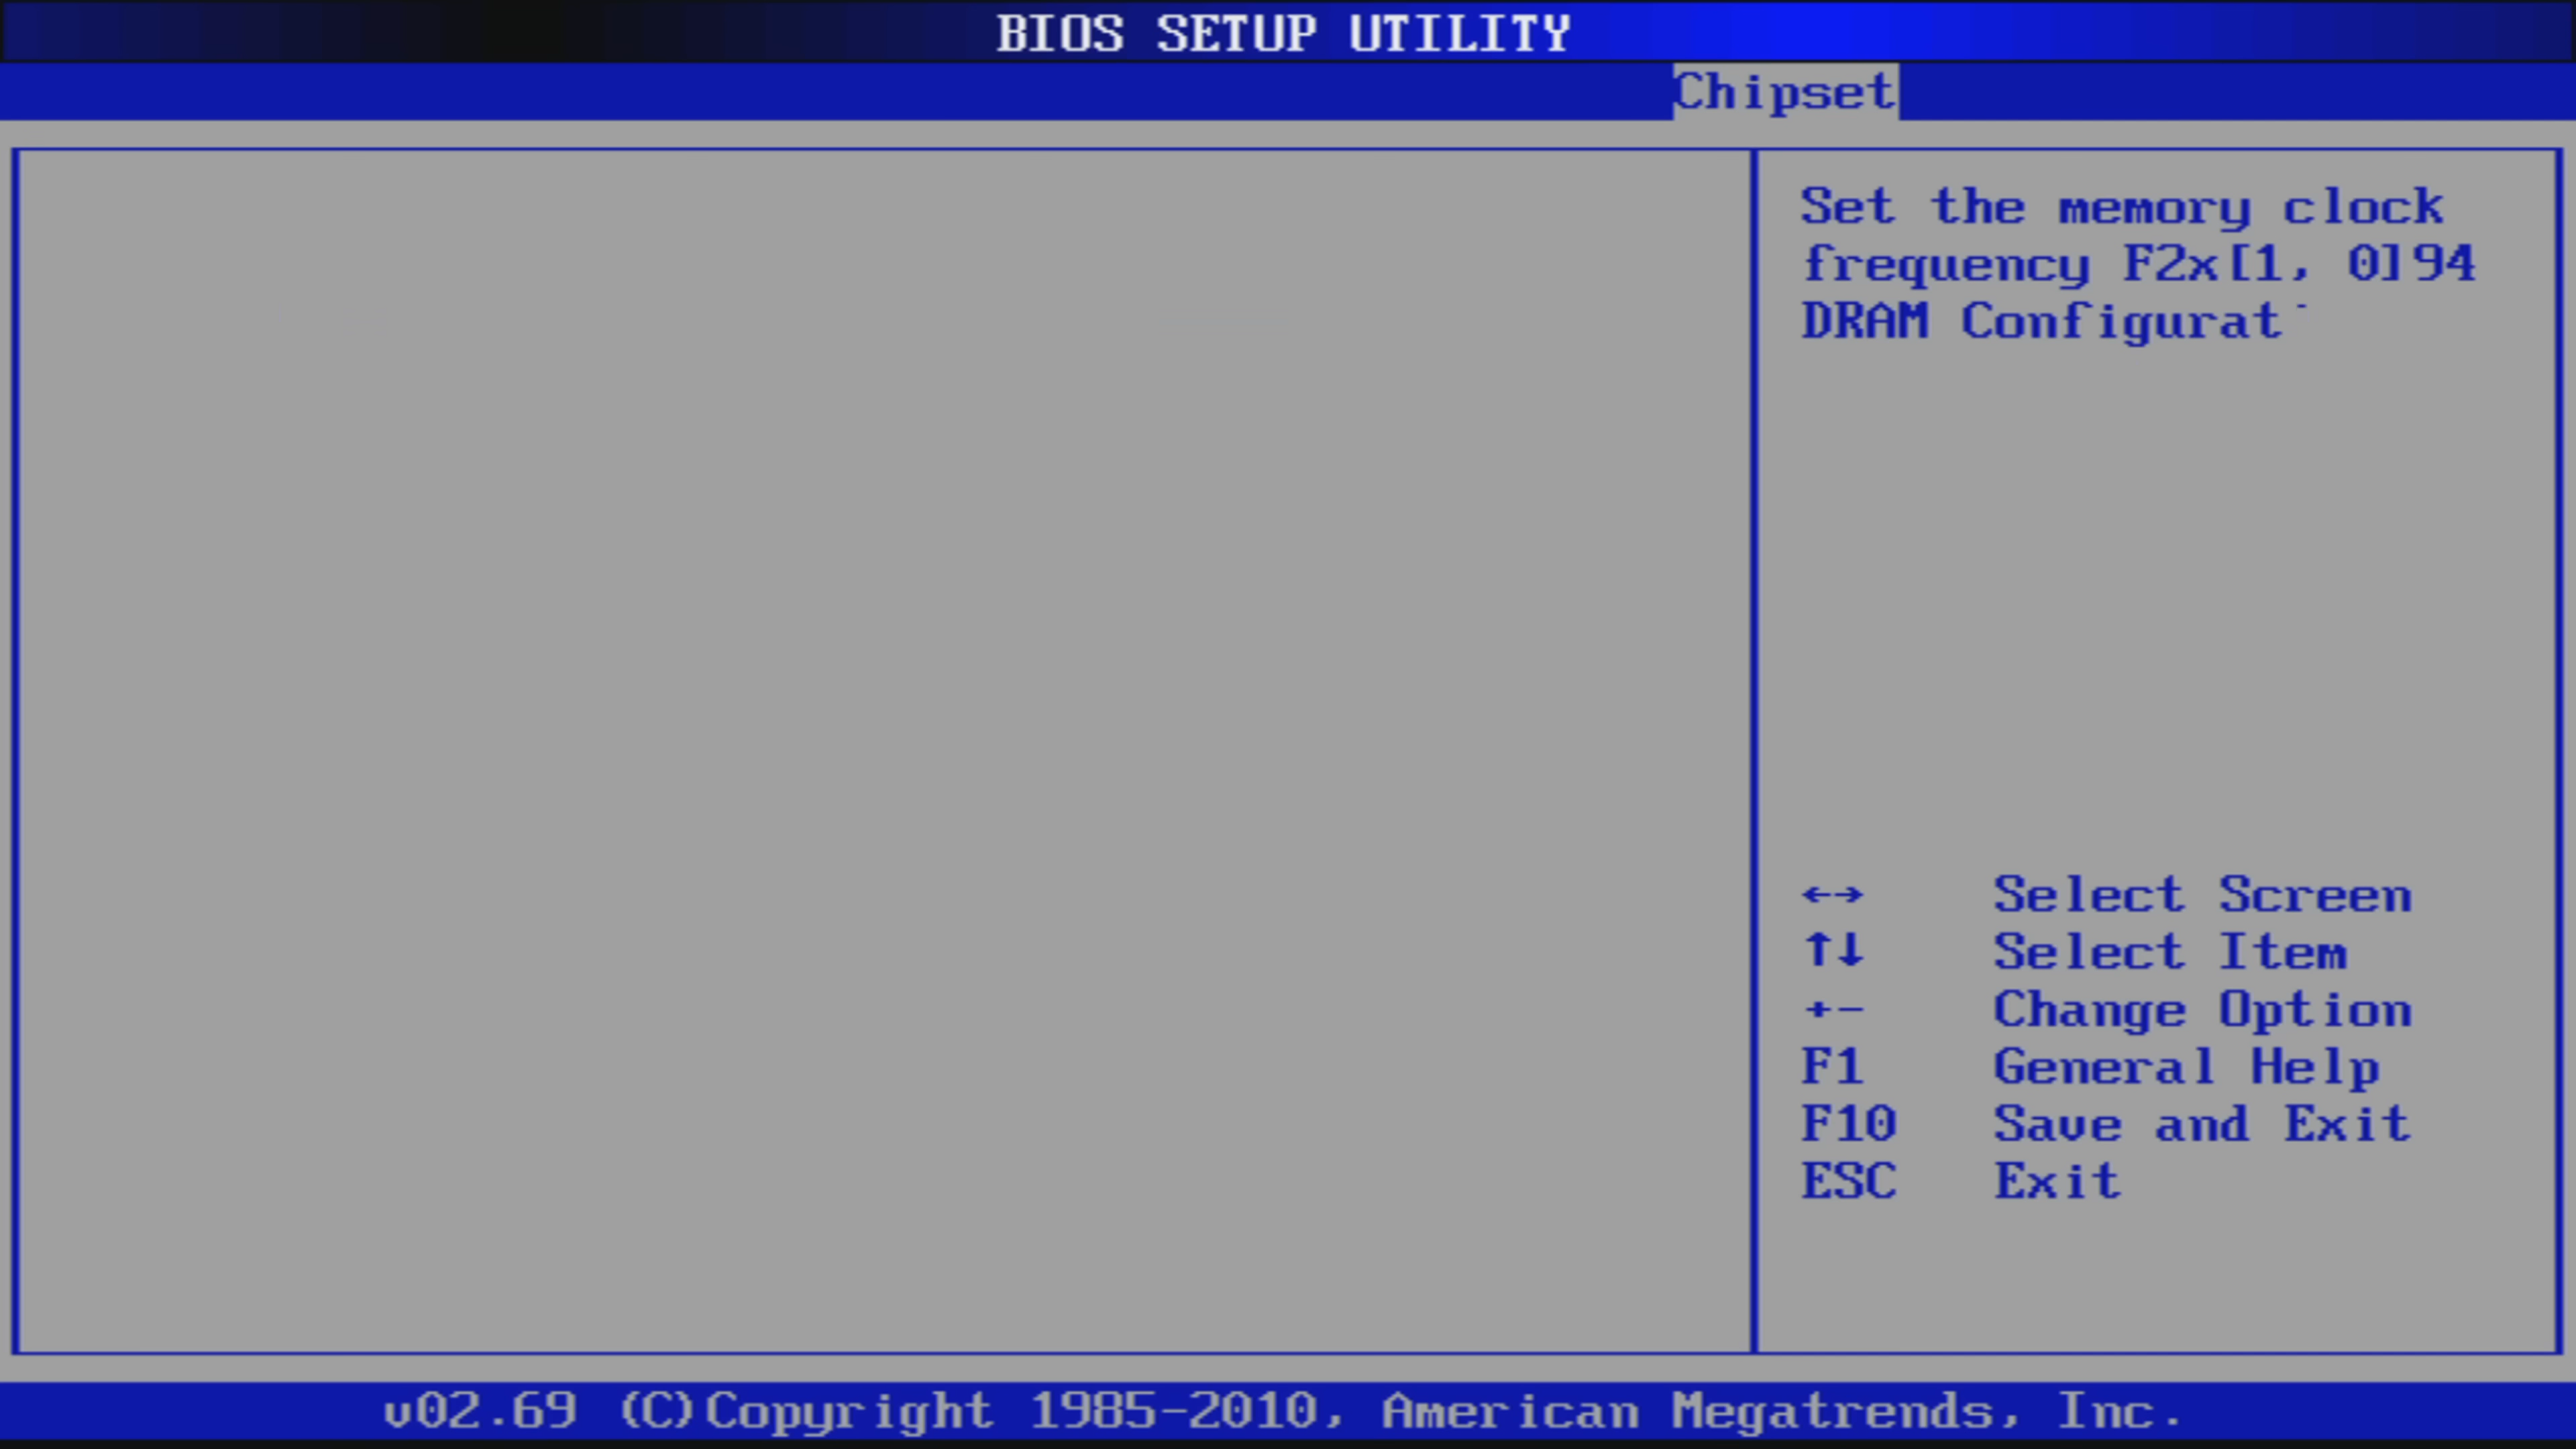 BIOS SETUP UTILITY
Chipset
Set the memory clock
frequency F2x[1, 0]94
DRAM
←→ Select Screen
↑↓ Select Item
+- Change Option
F1 General Help
F10 Save and Exit
ESC Exit
v02.69 (C)Copyright 1985-2010, American Megatrends, Inc.